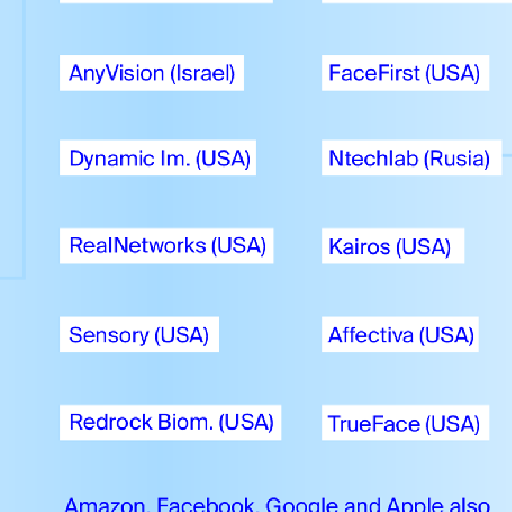 AnyVision (Israel)
FaceFirst (USA)
Dynamic Im. (USA)
Ntechlab (Rusia)
RealNetworks (USA)
Kairos (USA)
Sensory (USA)
Affectiva (USA)
Redrock Biom. (USA)
TrueFace (USA)
Amazon, Facebook, Google and Apple also